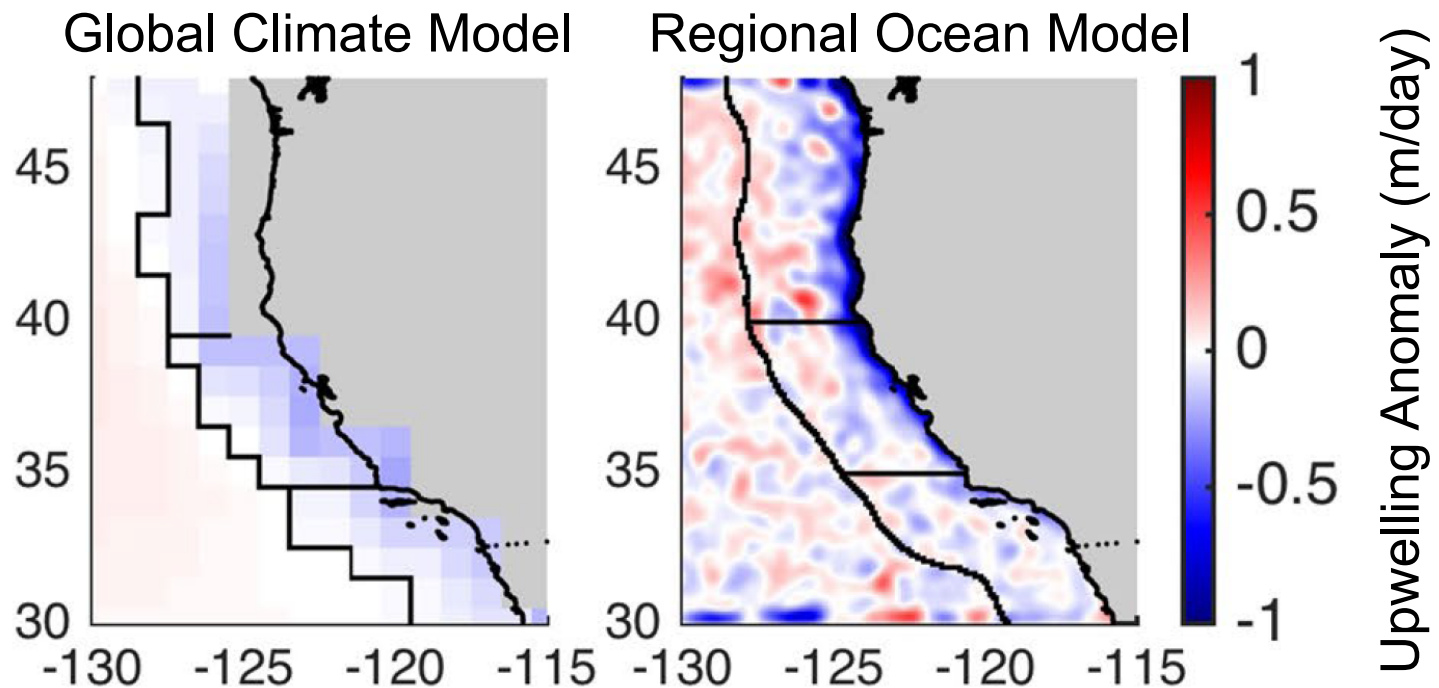 Global Climate Model
Regional Ocean Model
45
40
35
30
-130 -125 -120 -115
45
40
35
30
-130 -125 -120 -115
1
0.5
0
-0.5
-1
Upwelling Anomaly (m/day)